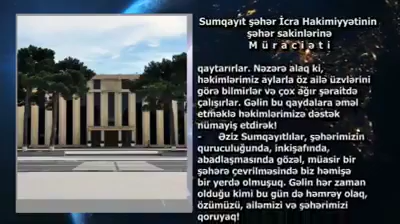 Sumqayıt şəhər İcra Hakimiyyətinin
şəhər sakinlərinə
M ü r a c i ə t i
qaytarırlar. Nəzərə alaq ki,
həkimlərimiz aylarla öz ailə üzvlərini
görə bilmirlər və çox ağır şəraitdə
çalışırlar. Gəlin bu qaydalara əməl
etməklə həkimlərimizə dəstək
nümayiş etdirək!
- Əziz Sumqayıtlılar, şəhərimizin
quruculuğunda, inkişafında,
abadlaşmasında gözəl, müasir bir
şəhərə çevrilməsində biz həmişə
bir yerdə olmuşuq. Gəlin hər zaman
olduğu kimi bu gün də həmrəy olaq,
özümüzü, ailəmizi və şəhərimizi
qoruyaq!